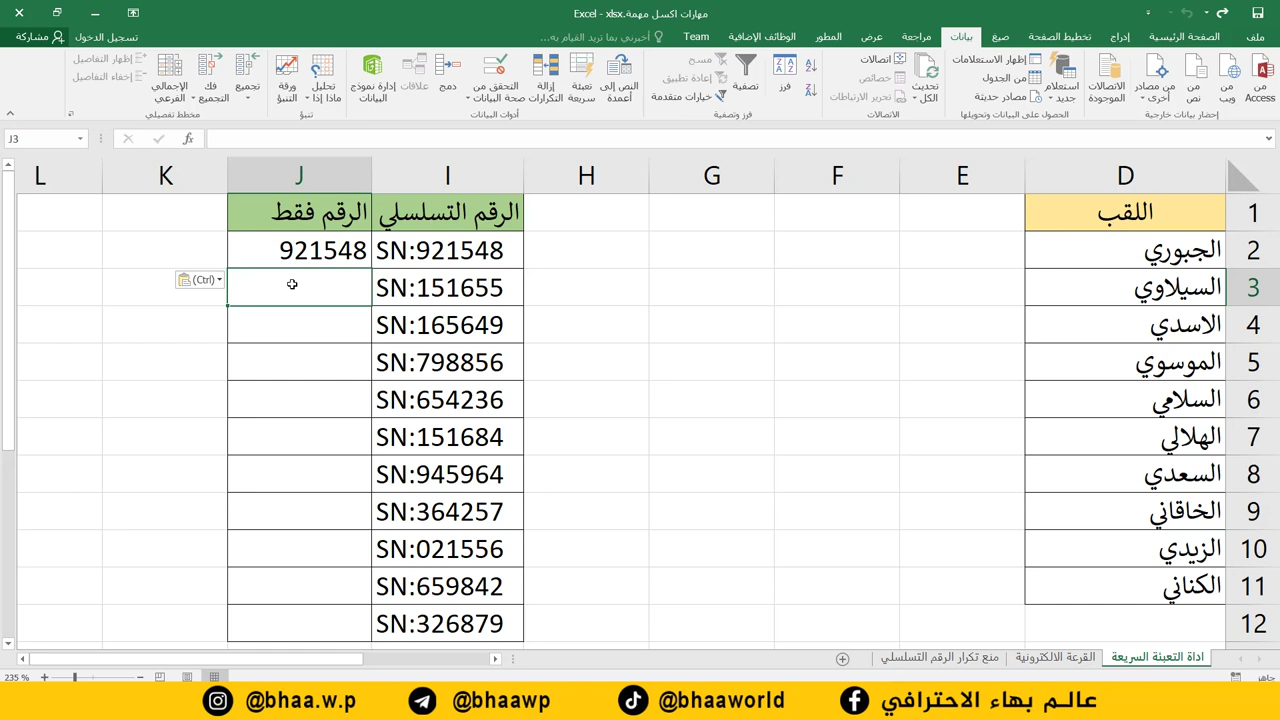 مهارات اكسل مهمة.xlsx - Excel
ملف الصفحة الرئيسية إدراج تخطيط الصفحة صيغ بيانات مراجعة عرض المطور الوظائف الإضافية Team أخبرني بما تريد القيام به... تسجيل الدخول مشاركة
من Access
من ويب
من نص
من مصادر أخرى
الاتصالات الموجودة
استعلام جديد
إظهار الاستعلامات
من الجدول
مصادر حديثة
تحديث الكل
اتصالات
خصائص
تحرير الارتباطات
فرز
تصفية
مسح
إعادة تطبيق
خيارات متقدمة
النص إلى أعمدة
تعبئة سريعة
إزالة التكرارات
التحقق من صحة البيانات
دمج
علاقات
إدارة نموذج البيانات
تحليل ماذا إذا
ورقة التنبؤ
تجميع
فك التجميع
الإجمالي الفرعي
إظهار التفاصيل
إخفاء التفاصيل
إحضار بيانات خارجية
الحصول على البيانات وتحويلها
الاتصالات
فرز وتصفية
أدوات البيانات
تنبؤ
مخطط تفصيلي
J3 fx
D E F G H I J K L
1 اللقب الرقم التسلسلي الرقم فقط
2 الجبوري SN:921548 921548
3 السيلاوي SN:151655 (Ctrl)
4 الاسدي SN:165649
5 الموسوي SN:798856
6 السلامي SN:654236
7 الهلالي SN:151684
8 السعدي SN:945964
9 الخاقاني SN:364257
10 الزيدي SN:021556
11 الكناني SN:659842
12 SN:326879
اداة التعبئة السريعة القرعة الالكترونية منع تكرار الرقم التسلسلي
جاهز 235 %
@bhaa.w.p @bhaawp @bhaaworld عالم بهاء الاحترافي